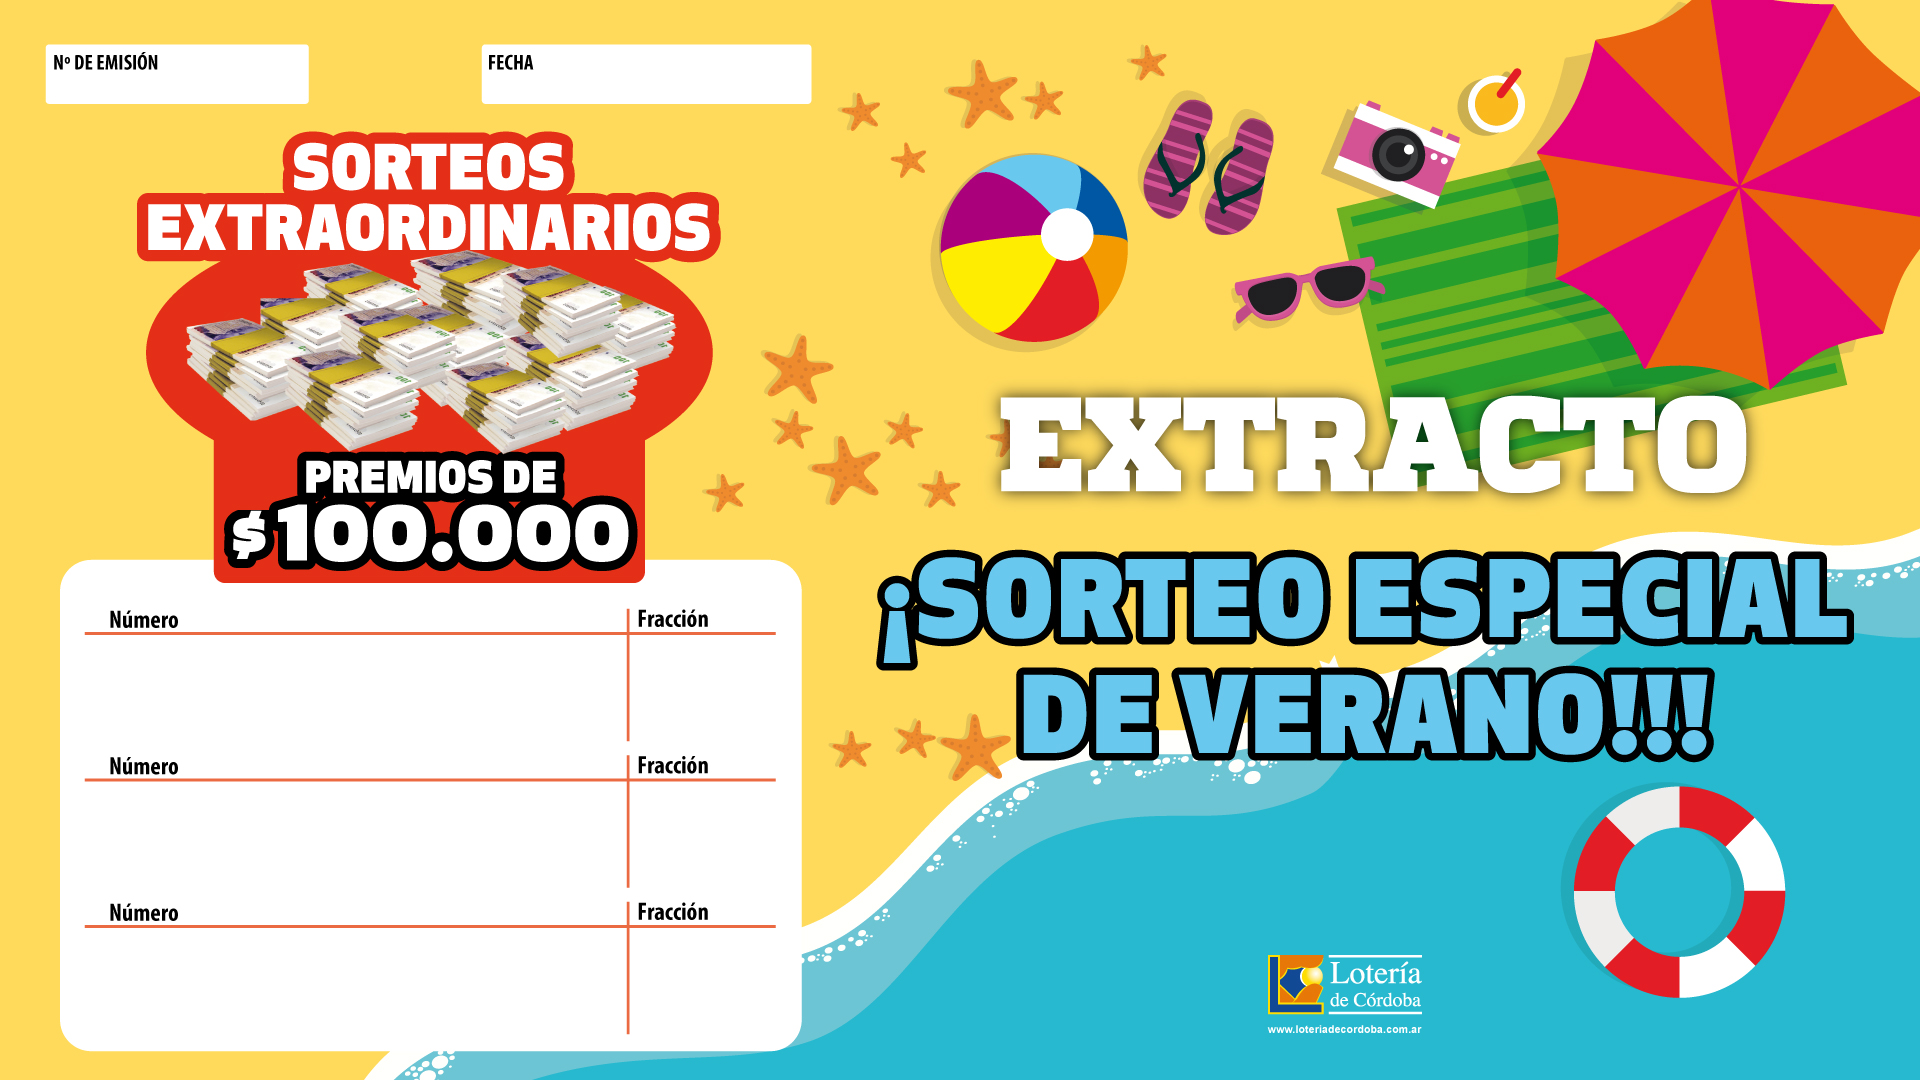 Nº DE EMISIÓN
FECHA
SORTEOS
EXTRAORDINARIOS
PREMIOS DE
$100.000
Número
Fracción
Número
Fracción
Número
Fracción
EXTRACTO
¡SORTEO ESPECIAL
DE VERANO!!!
Lotería
de Córdoba
www.loteriadecordoba.com.ar